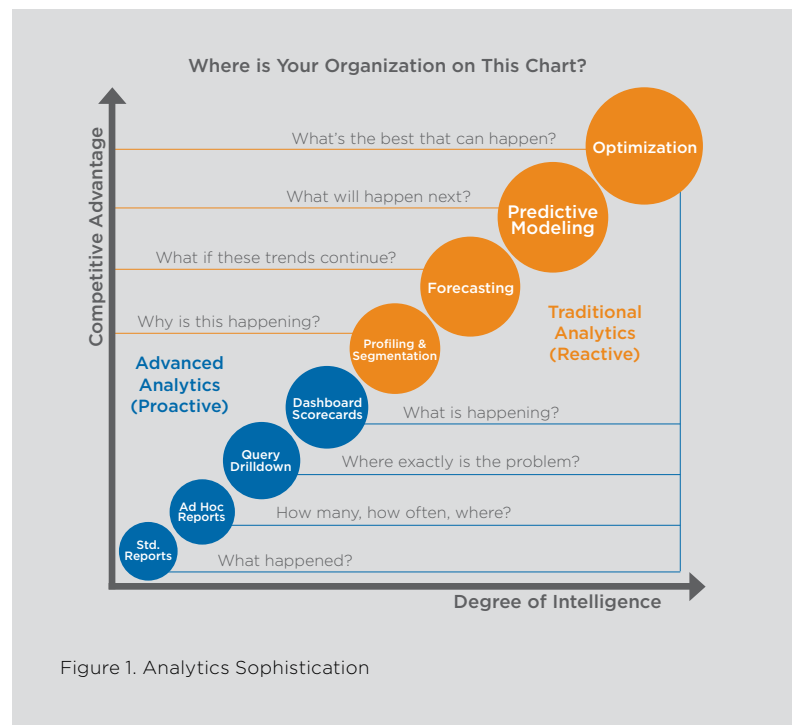 Where is Your Organization on This Chart?
Competitive Advantage
What's the best that can happen?
Optimization
What will happen next?
Predictive
Modeling
What if these trends continue?
Forecasting
Why is this happening?
Profiling &
Segmentation
Traditional
Analytics
(Reactive)
Advanced
Analytics
(Proactive)
Dashboard
Scorecards
What is happening?
Query
Drilldown
Where exactly is the problem?
Ad Hoc
Reports
How many, how often, where?
Std.
Reports
What happened?
Degree of Intelligence
Figure 1. Analytics Sophistication